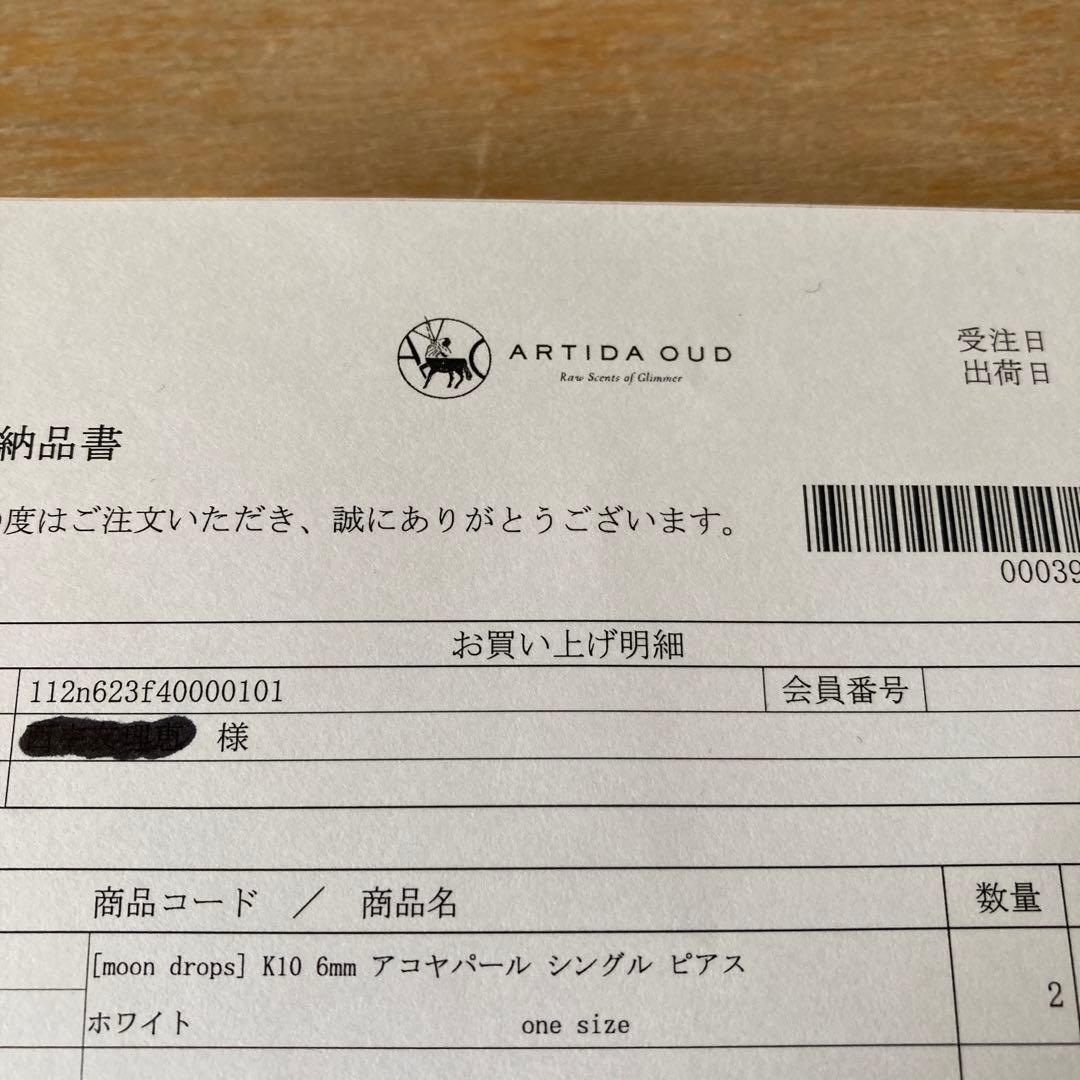 ARTIDA OUD
Raw Scents of Glimmer
受注日
出荷日
納品書
の度はご注文いただき、誠にありがとうございます。
00039
お買い上げ明細
112n623f40000101 会員番号
様
商品コード ／ 商品名 数量
[moon drops] K10 6mm アコヤパール シングル ピアス 2
ホワイト one size